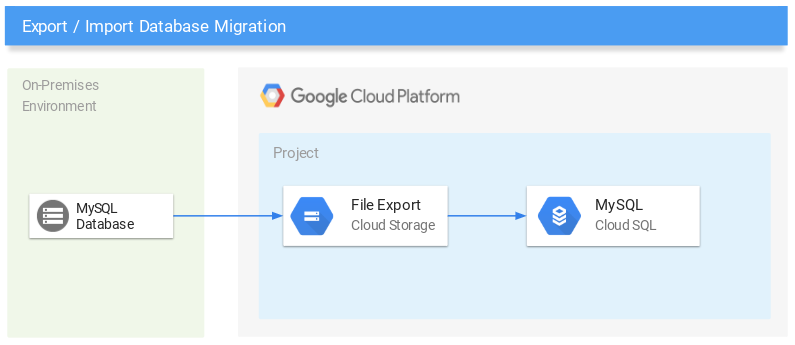 Export / Import Database Migration
On-Premises
Environment
Google Cloud Platform
Project
MySQL
Database
File Export
Cloud Storage
MySQL
Cloud SQL